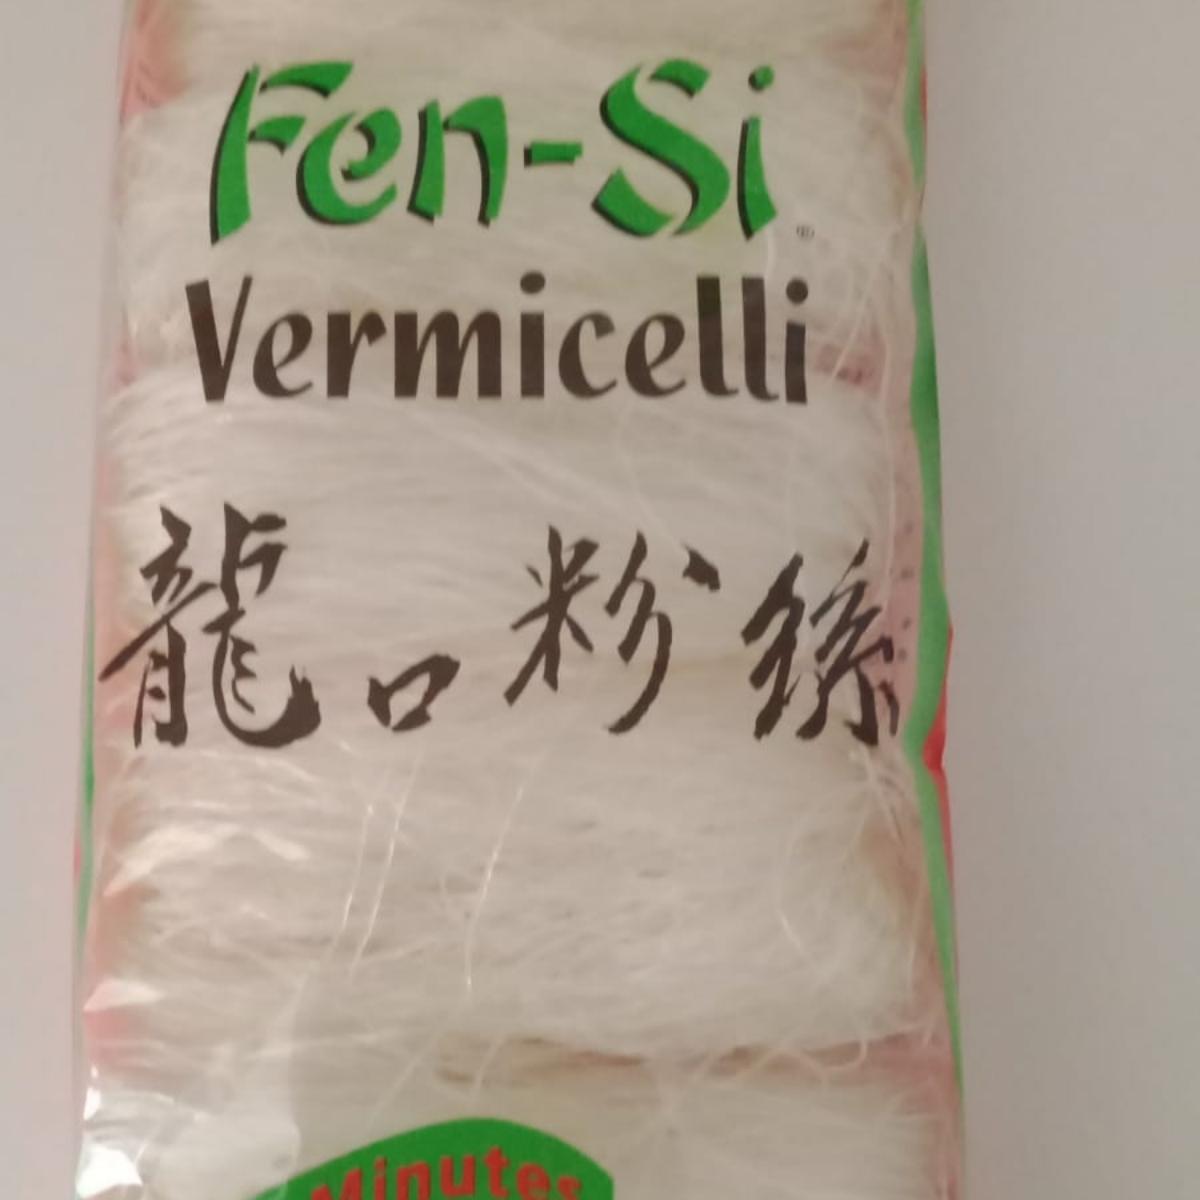 Fen-Si®
Vermicelli
龍口粉絲
Minutes